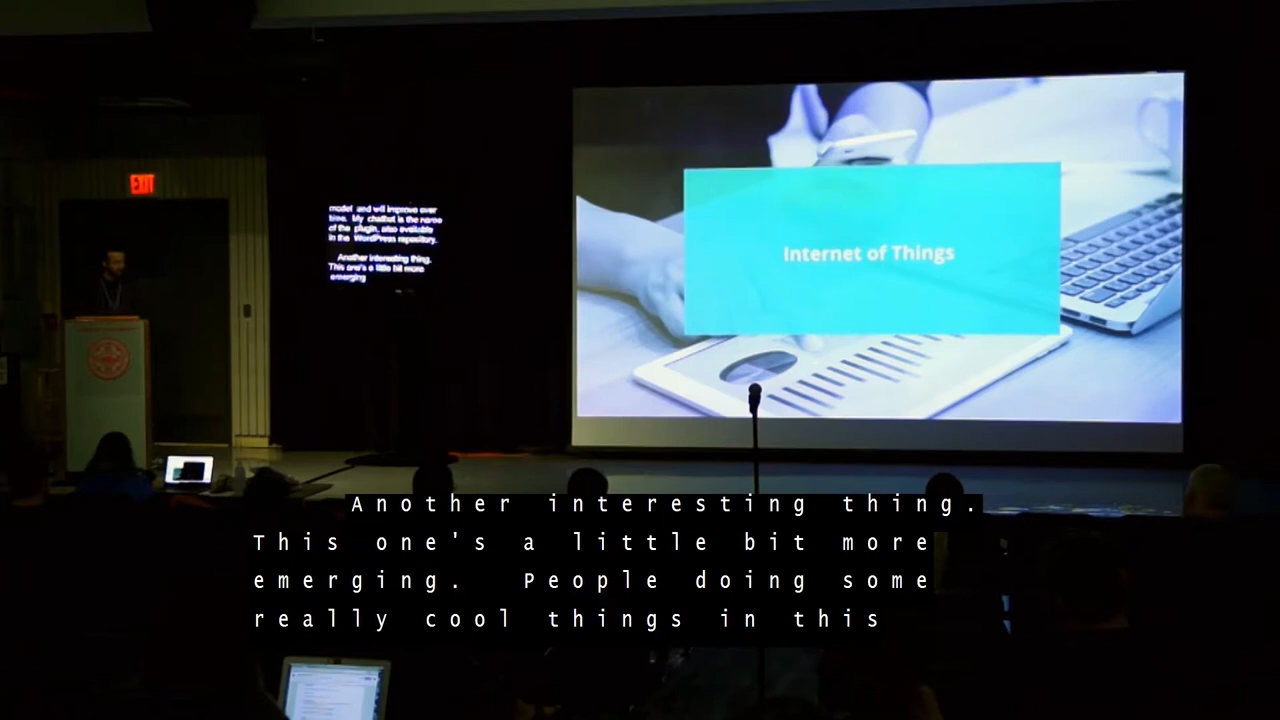 EXIT
model and will improve over
time. My chatbot is the name
of the plugin, also available
in the WordPress repository.
Another interesting thing.
This one's a little bit more
emerging
Internet of Things
Another interesting thing.
This one's a little bit more
emerging. People doing some
really cool things in this